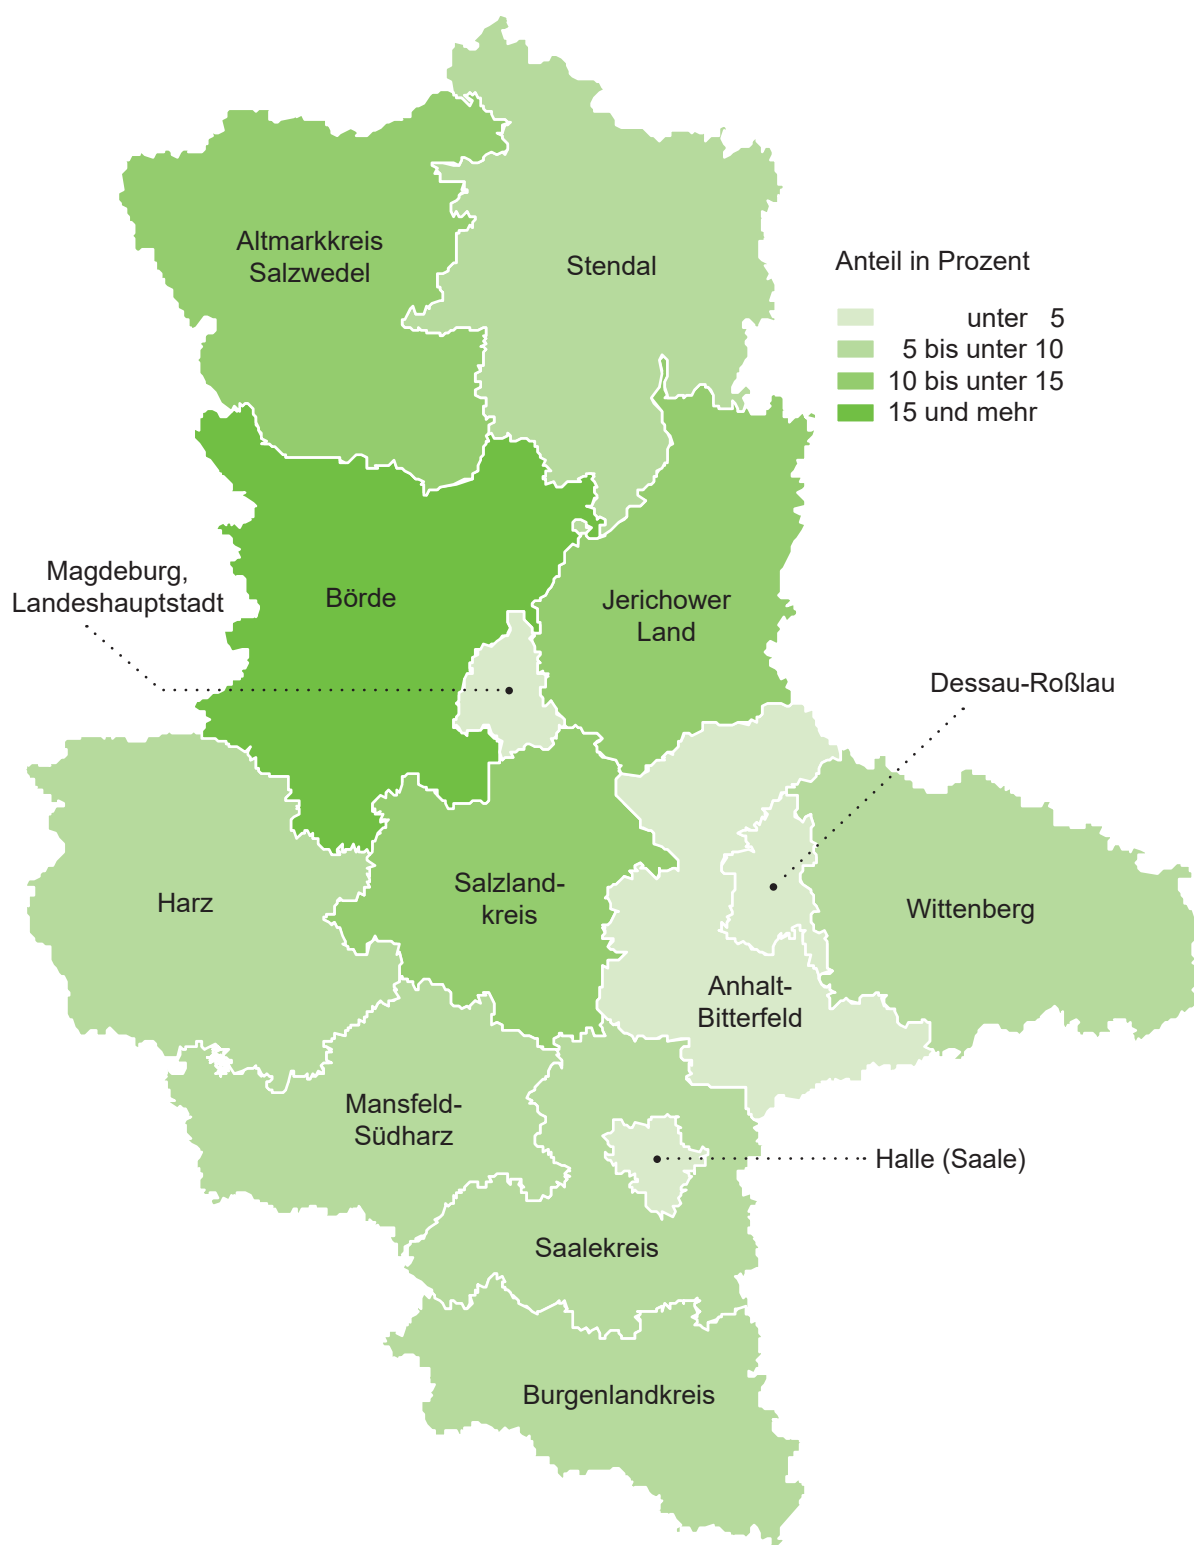 Altmarkkreis
Salzwedel
Stendal
Anteil in Prozent
unter 5
5 bis unter 10
10 bis unter 15
15 und mehr
Magdeburg,
Landeshauptstadt
Börde
Jerichower
Land
Dessau-Roßlau
Harz
Salzland-
kreis
Wittenberg
Anhalt-
Bitterfeld
Mansfeld-
Südharz
Halle (Saale)
Saalekreis
Burgenlandkreis